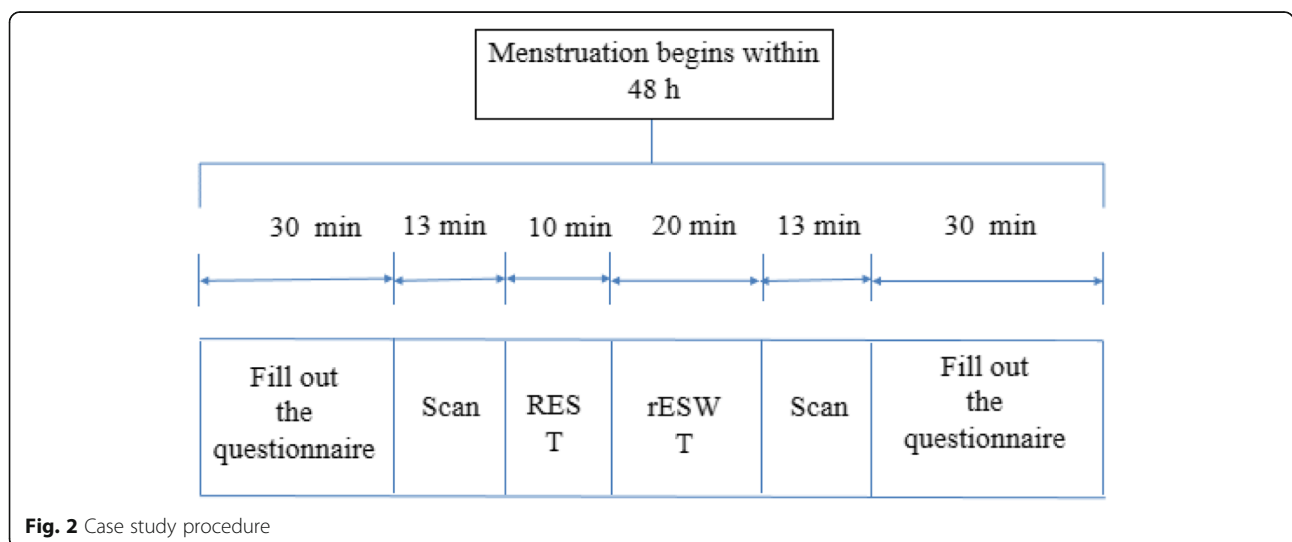 Menstruation begins within
48 h
30 min 13 min 10 min 20 min 13 min 30 min
Fill out
the
questionnaire
Scan
RES
T
rESW
T
Scan
Fill out
the
questionnaire
Fig. 2 Case study procedure